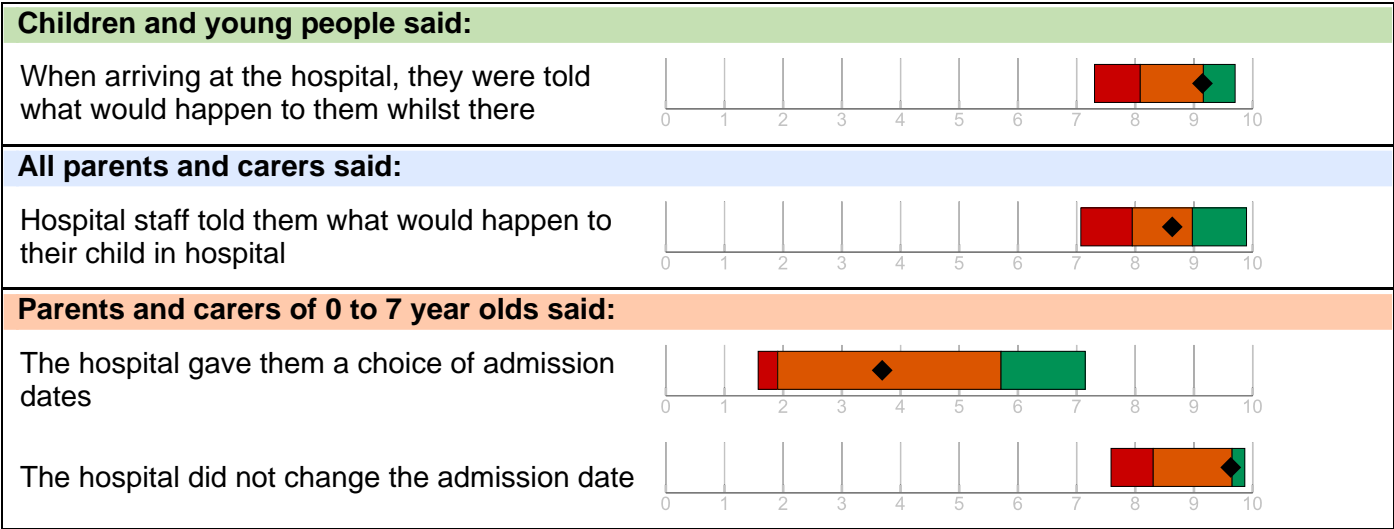 Children and young people said:
When arriving at the hospital, they were told
what would happen to them whilst there
0 1 2 3 4 5 6 7 8 9 10
All parents and carers said:
Hospital staff told them what would happen to
their child in hospital
0 1 2 3 4 5 6 7 8 9 10
Parents and carers of 0 to 7 year olds said:
The hospital gave them a choice of admission
dates
0 1 2 3 4 5 6 7 8 9 10
The hospital did not change the admission date
0 1 2 3 4 5 6 7 8 9 10